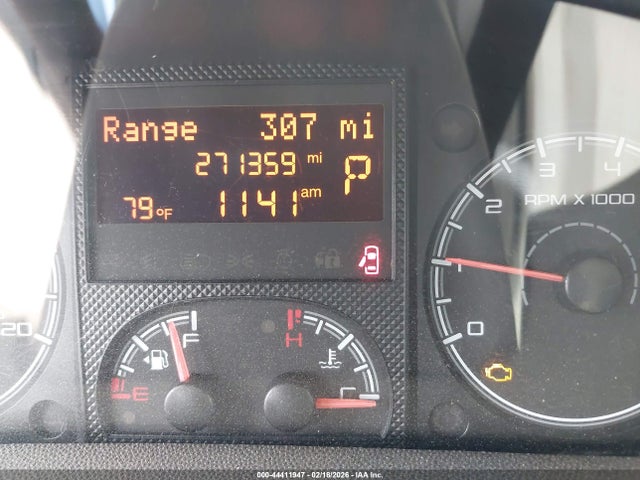 Range 307 mi
271359 mi
P
79°F 1141 am
20
F
E
H
C
0
1
2
3
4
RPM X 1000
000-44411947 - 02/16/2026 - IAA Inc.